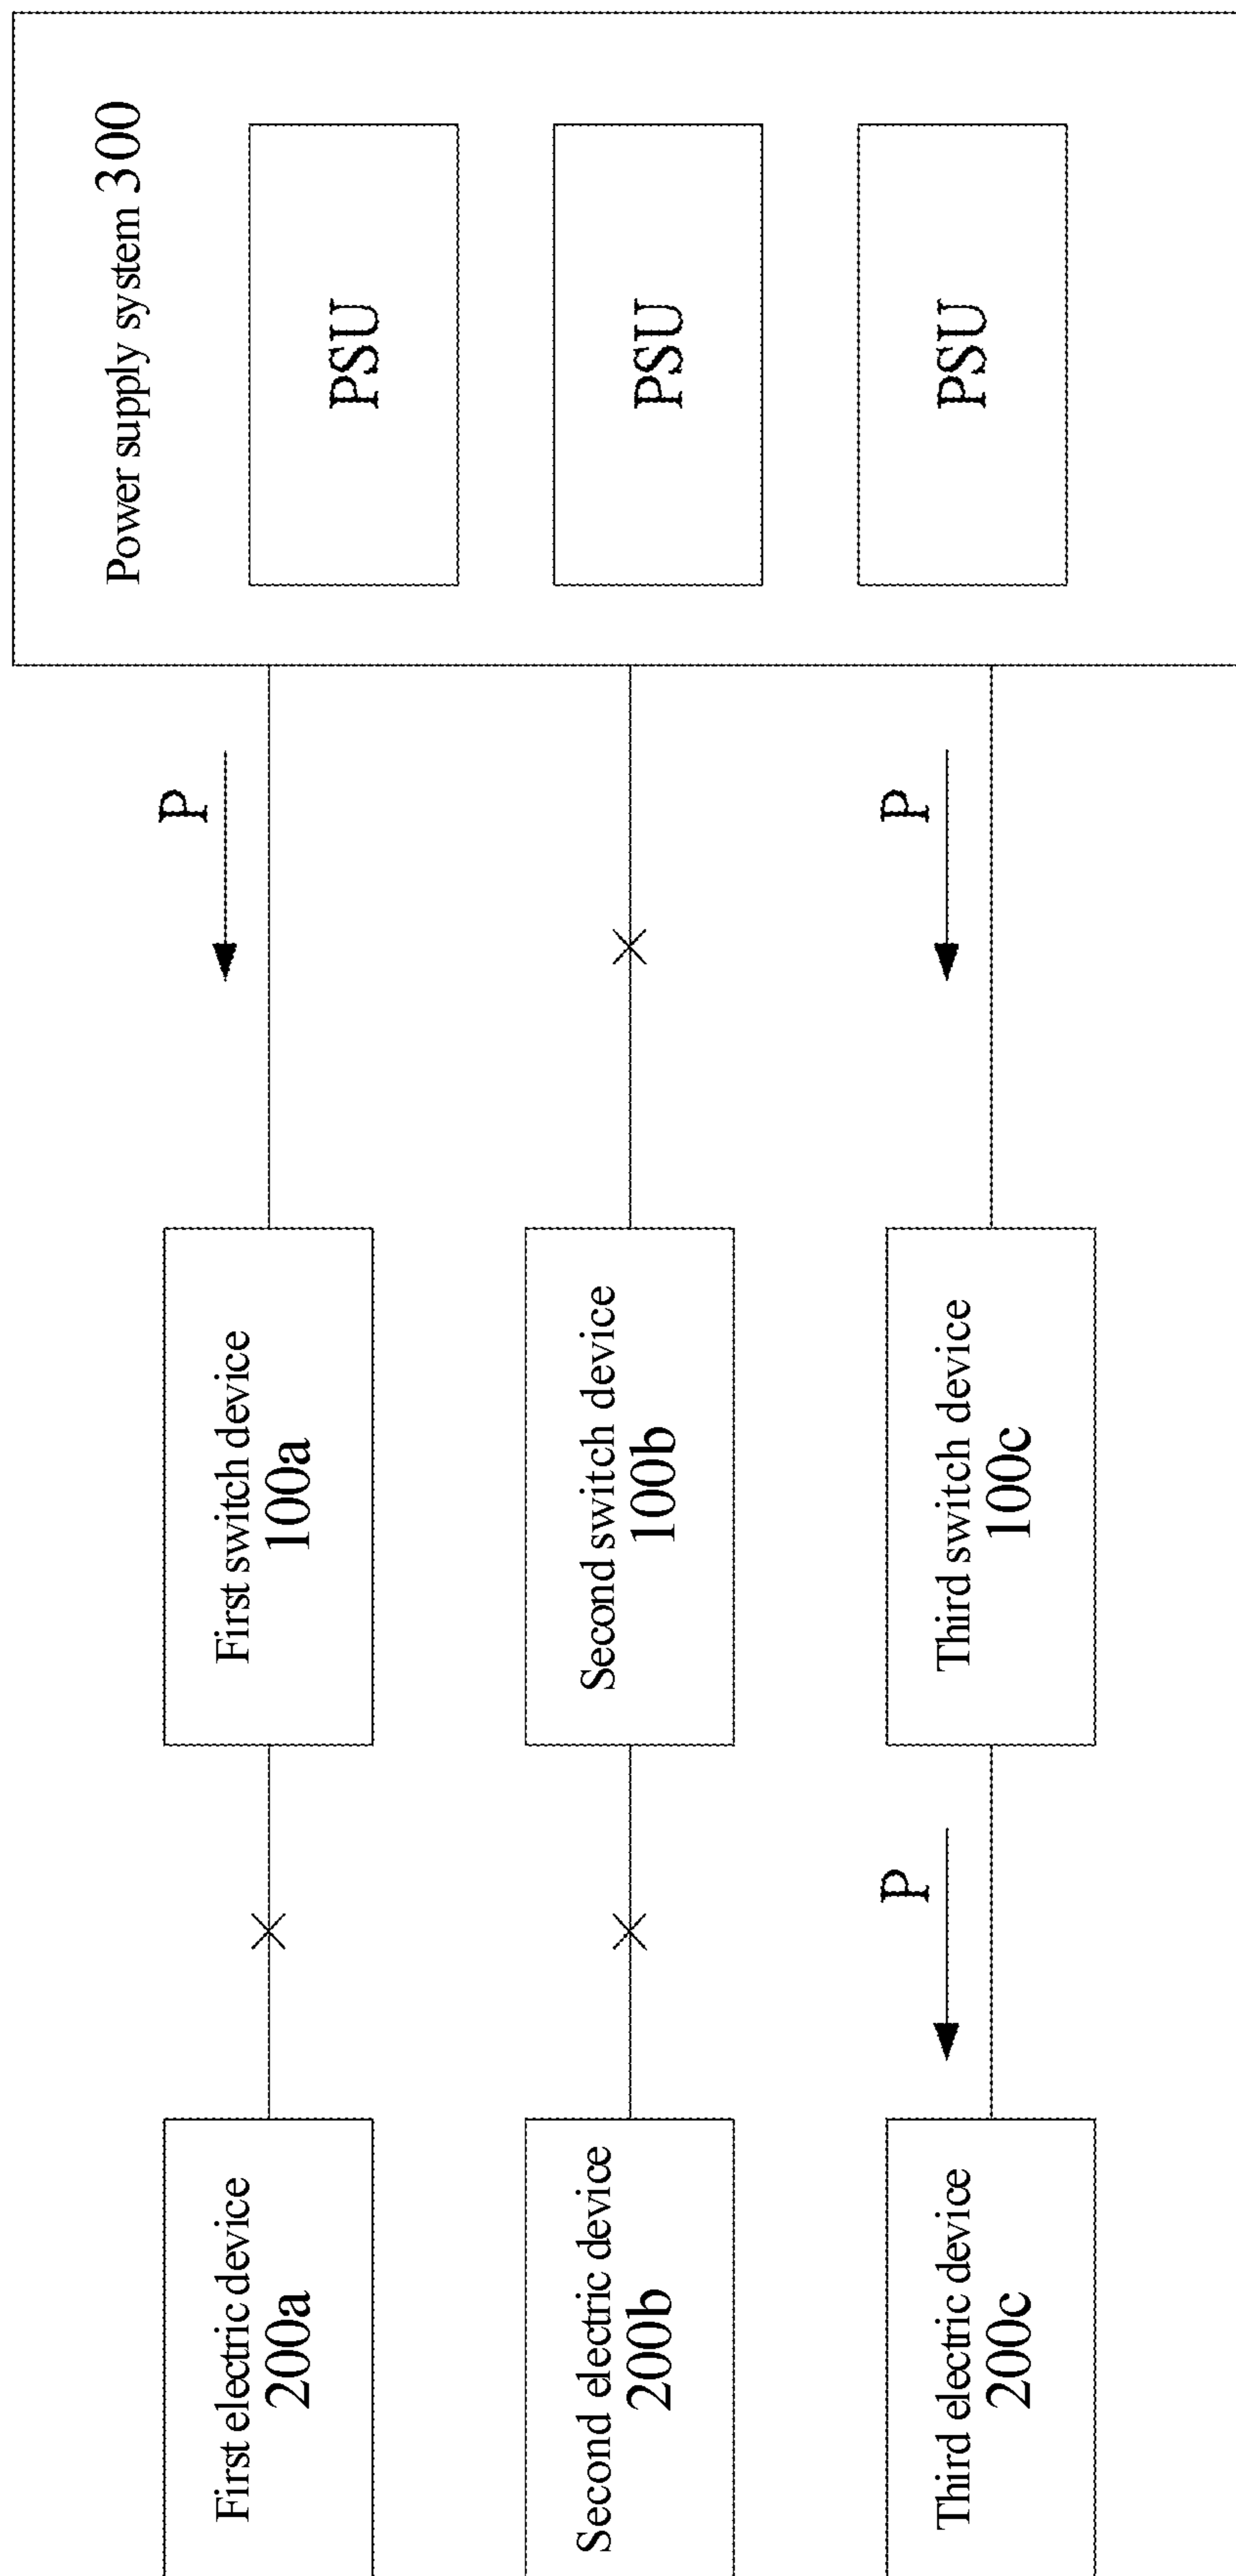 Power supply system 300
PSU
PSU
PSU
P
P
First switch device
100a
Second switch device
100b
Third switch device
100c
P
First electric device
200a
Second electric device
200b
Third electric device
200c